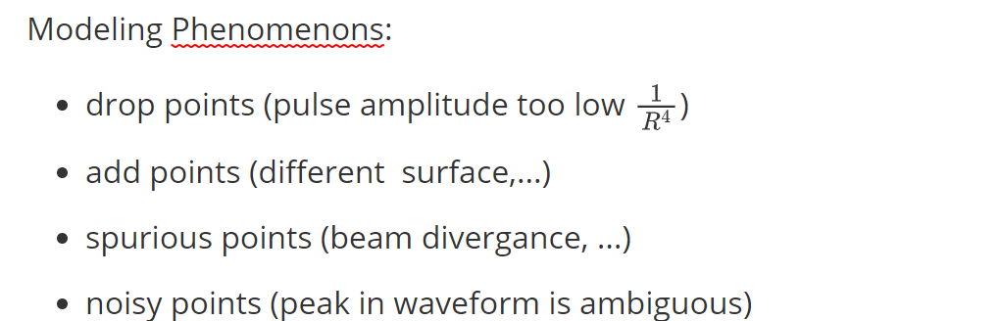 Modeling Phenomenons:
• drop points (pulse amplitude too low $\frac{1}{R^4}$)
• add points (different  surface,...)
• spurious points (beam divergance, ...)
• noisy points (peak in waveform is ambiguous)